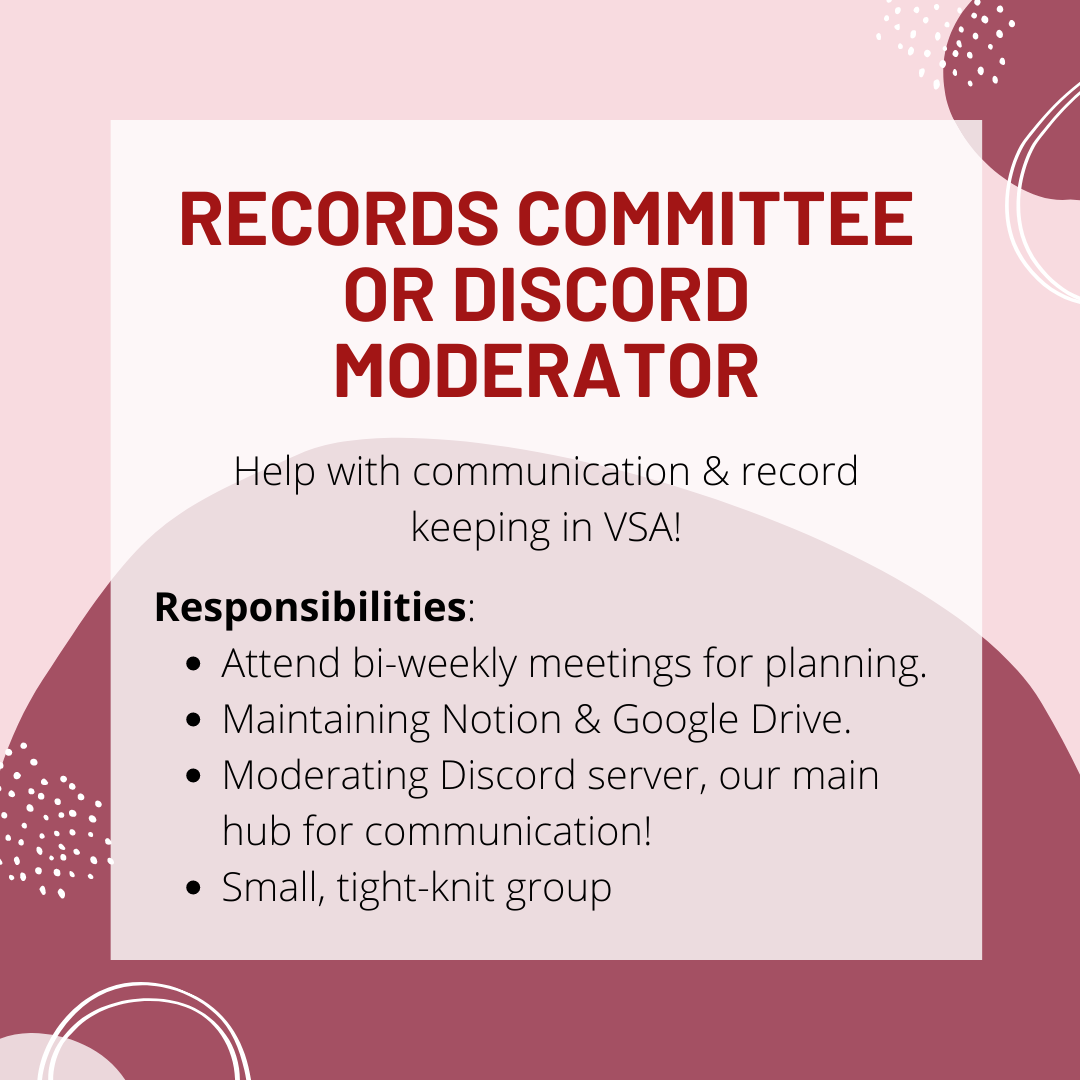 RECORDS COMMITTEE
OR DISCORD
MODERATOR
Help with communication & record
keeping in VSA!
Responsibilities:
• Attend bi-weekly meetings for planning.
• Maintaining Notion & Google Drive.
• Moderating Discord server, our main
hub for communication!
• Small, tight-knit group